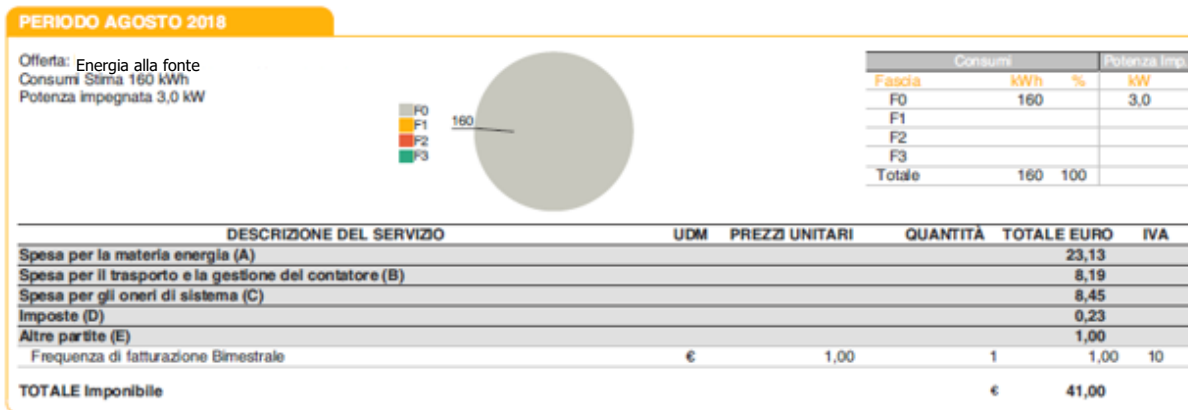 PERIODO AGOSTO 2018
Offerta: Energia alla fonte
Consumi Stima 160 kWh
Potenza impegnata 3,0 kW
F0
F1
F2
F3
160
Consumi Potenza Imp.
Fascia kWh % kW
F0 160 3,0
F1
F2
F3
Totale 160 100
DESCRIZIONE DEL SERVIZIO UDM PREZZI UNITARI QUANTITÀ TOTALE EURO IVA
Spesa per la materia energia (A) 23,13
Spesa per il trasporto e la gestione del contatore (B) 8,19
Spesa per gli oneri di sistema (C) 8,45
Imposte (D) 0,23
Altre partite (E) 1,00
Frequenza di fatturazione Bimestrale € 1,00 1 1,00 10
TOTALE Imponibile € 41,00